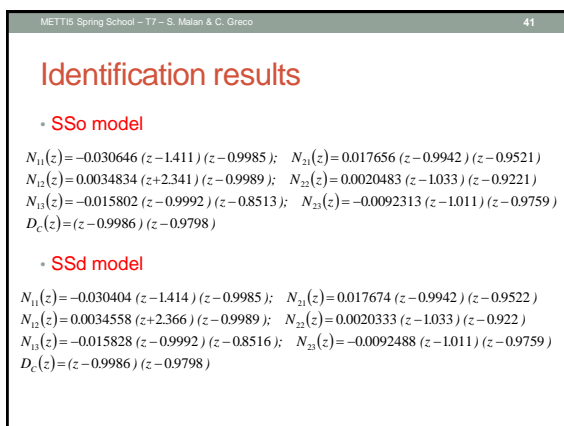 METTI5 Spring School – T7 – S. Malan & C. Greco 41
Identification results
• SSo model
N₁₁(z) = −0.030646 (z−1.411) (z−0.9985); N₂₁(z) = 0.017656 (z−0.9942) (z−0.9521)
N₁₂(z) = 0.0034834 (z+2.341) (z−0.9989); N₂₂(z) = 0.0020483 (z−1.033) (z−0.9221)
N₁₃(z) = −0.015802 (z−0.9992) (z−0.8513); N₂₃(z) = −0.0092313 (z−1.011) (z−0.9759)
D_C(z) = (z−0.9986) (z−0.9798)
• SSd model
N₁₁(z) = −0.030404 (z−1.414) (z−0.9985); N₂₁(z) = 0.017674 (z−0.9942) (z−0.9522)
N₁₂(z) = 0.0034558 (z+2.366) (z−0.9989); N₂₂(z) = 0.0020333 (z−1.033) (z−0.922)
N₁₃(z) = −0.015828 (z−0.9992) (z−0.8516); N₂₃(z) = −0.0092488 (z−1.011) (z−0.9759)
D_C(z) = (z−0.9986) (z−0.9798)